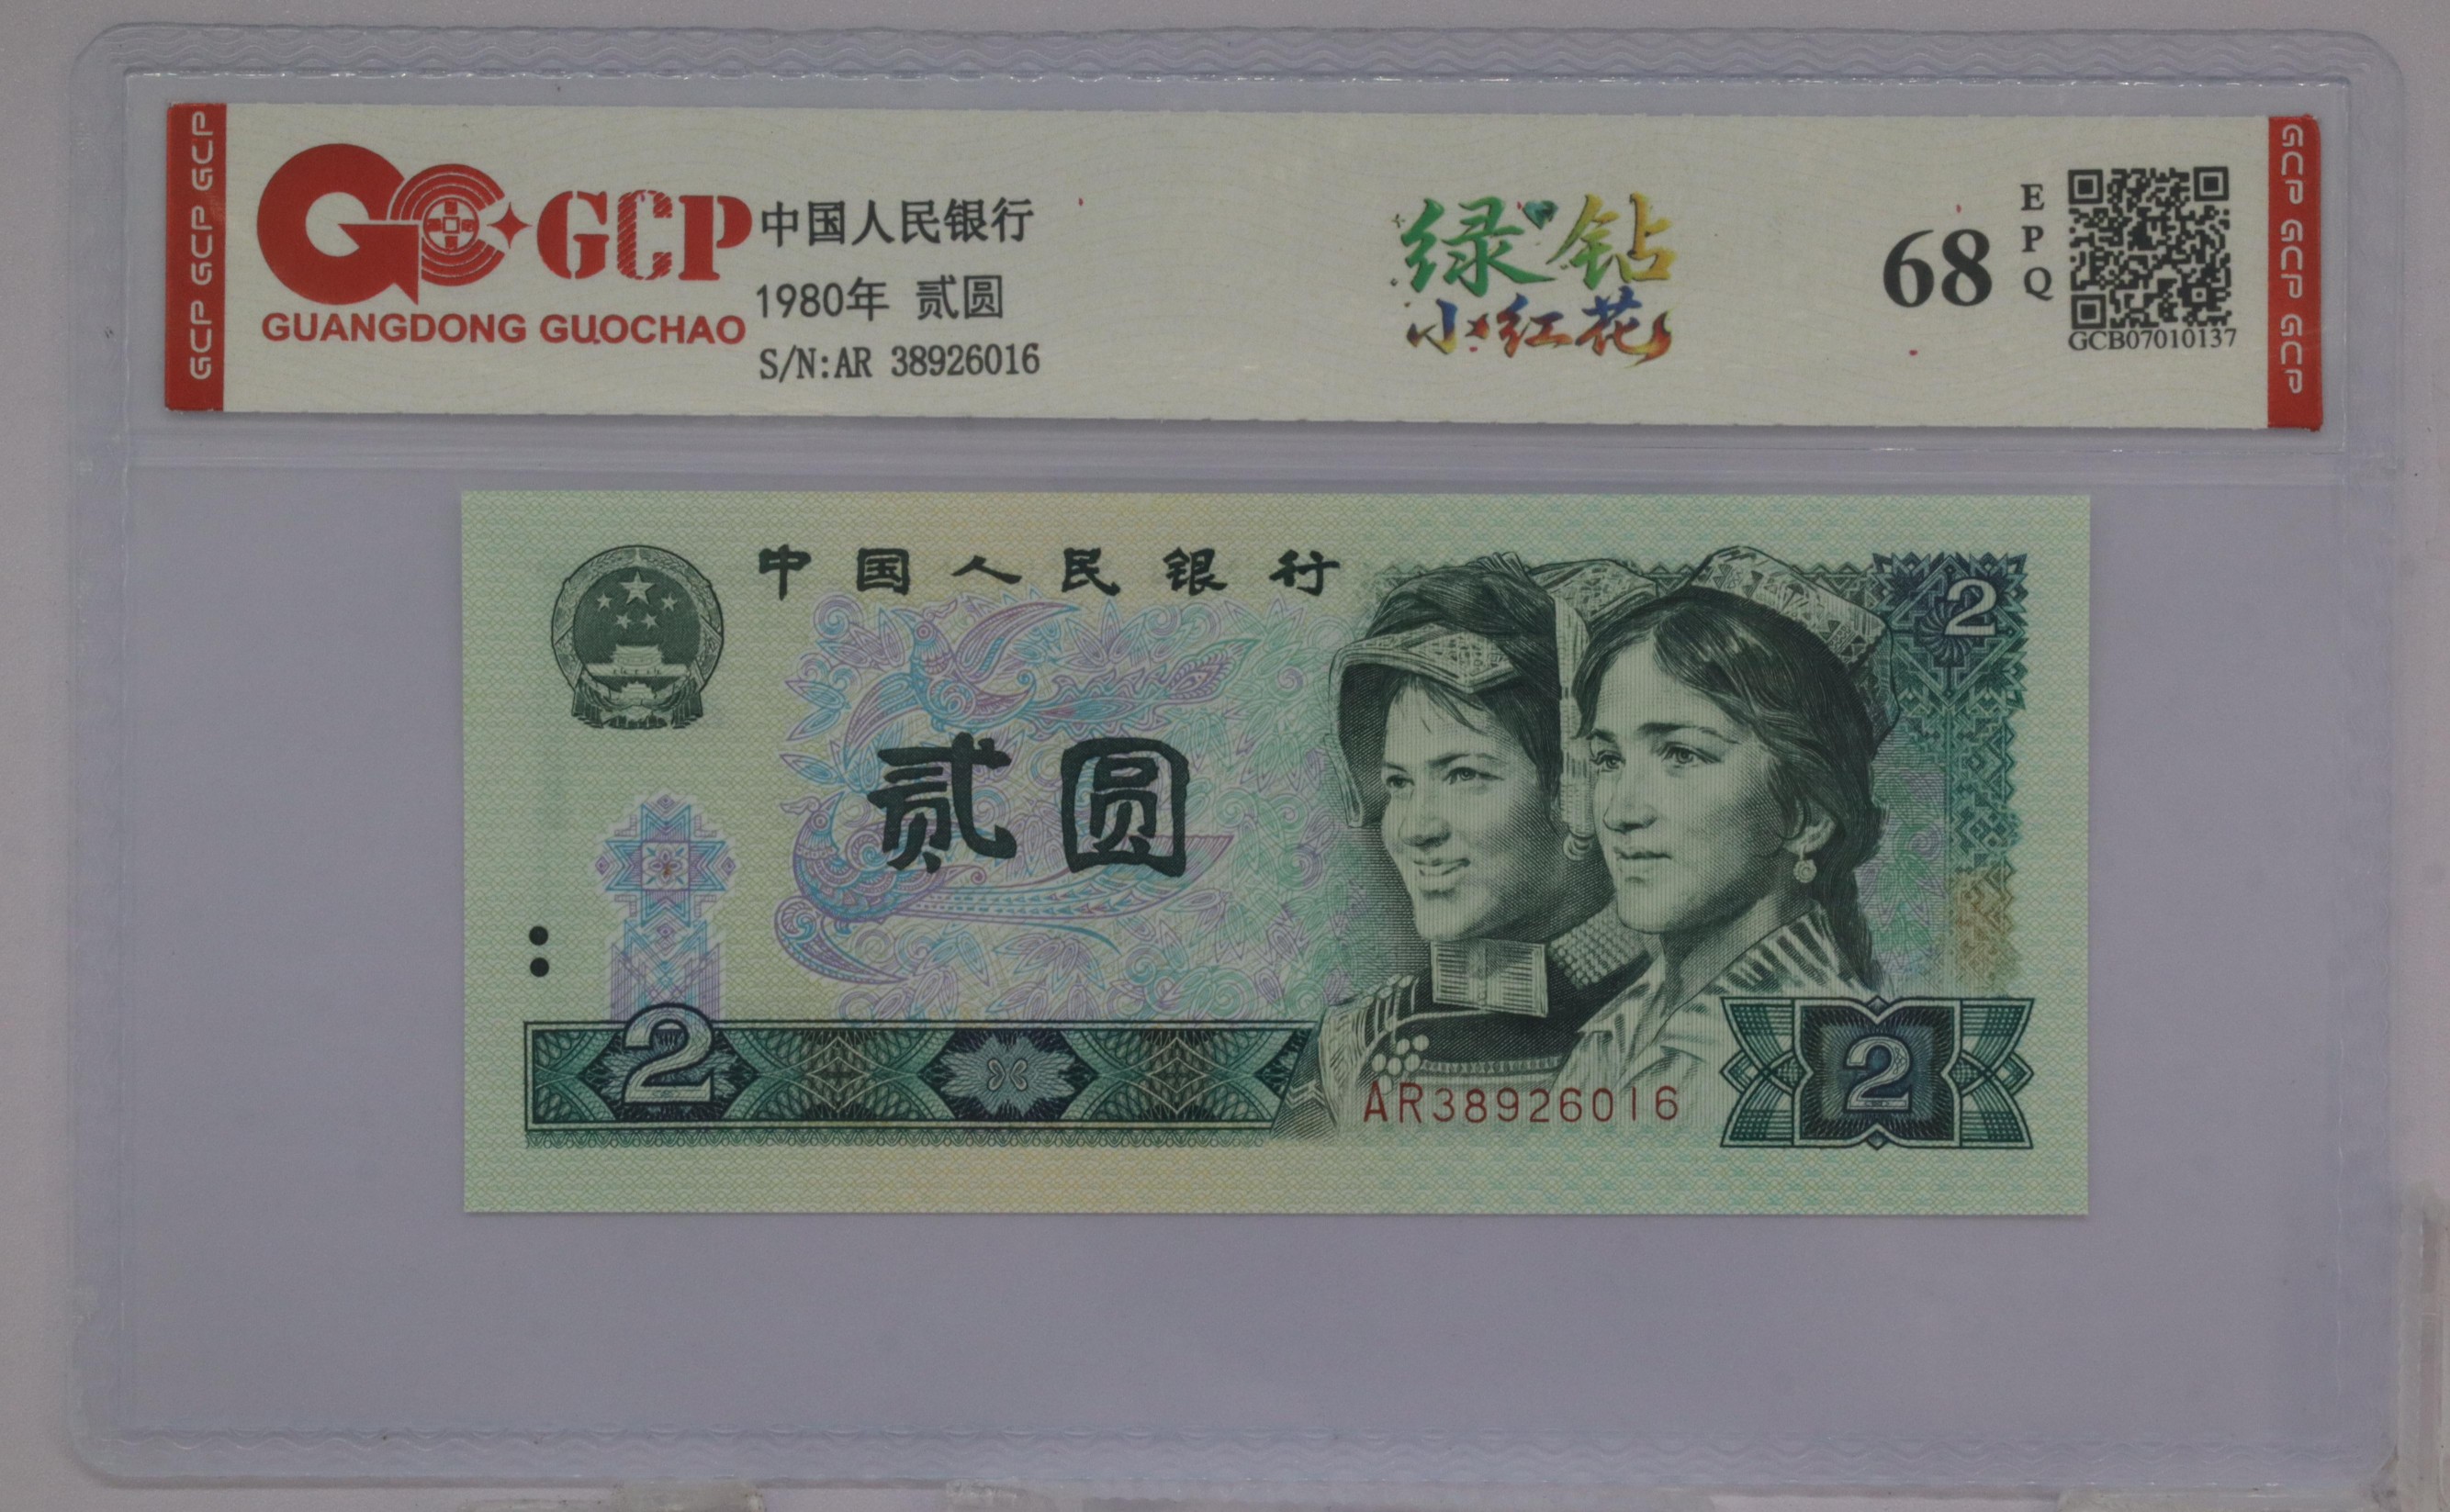 GCP GCP GCP
GCP
GUANGDONG GUOCHAO
中国人民银行
1980年 贰圆
S/N:AR 38926016
绿钻
小红花
68
EPQ
GCB07010137
GCP GCP GCP
中国人民银行
2
贰圆
2
AR38926016
2